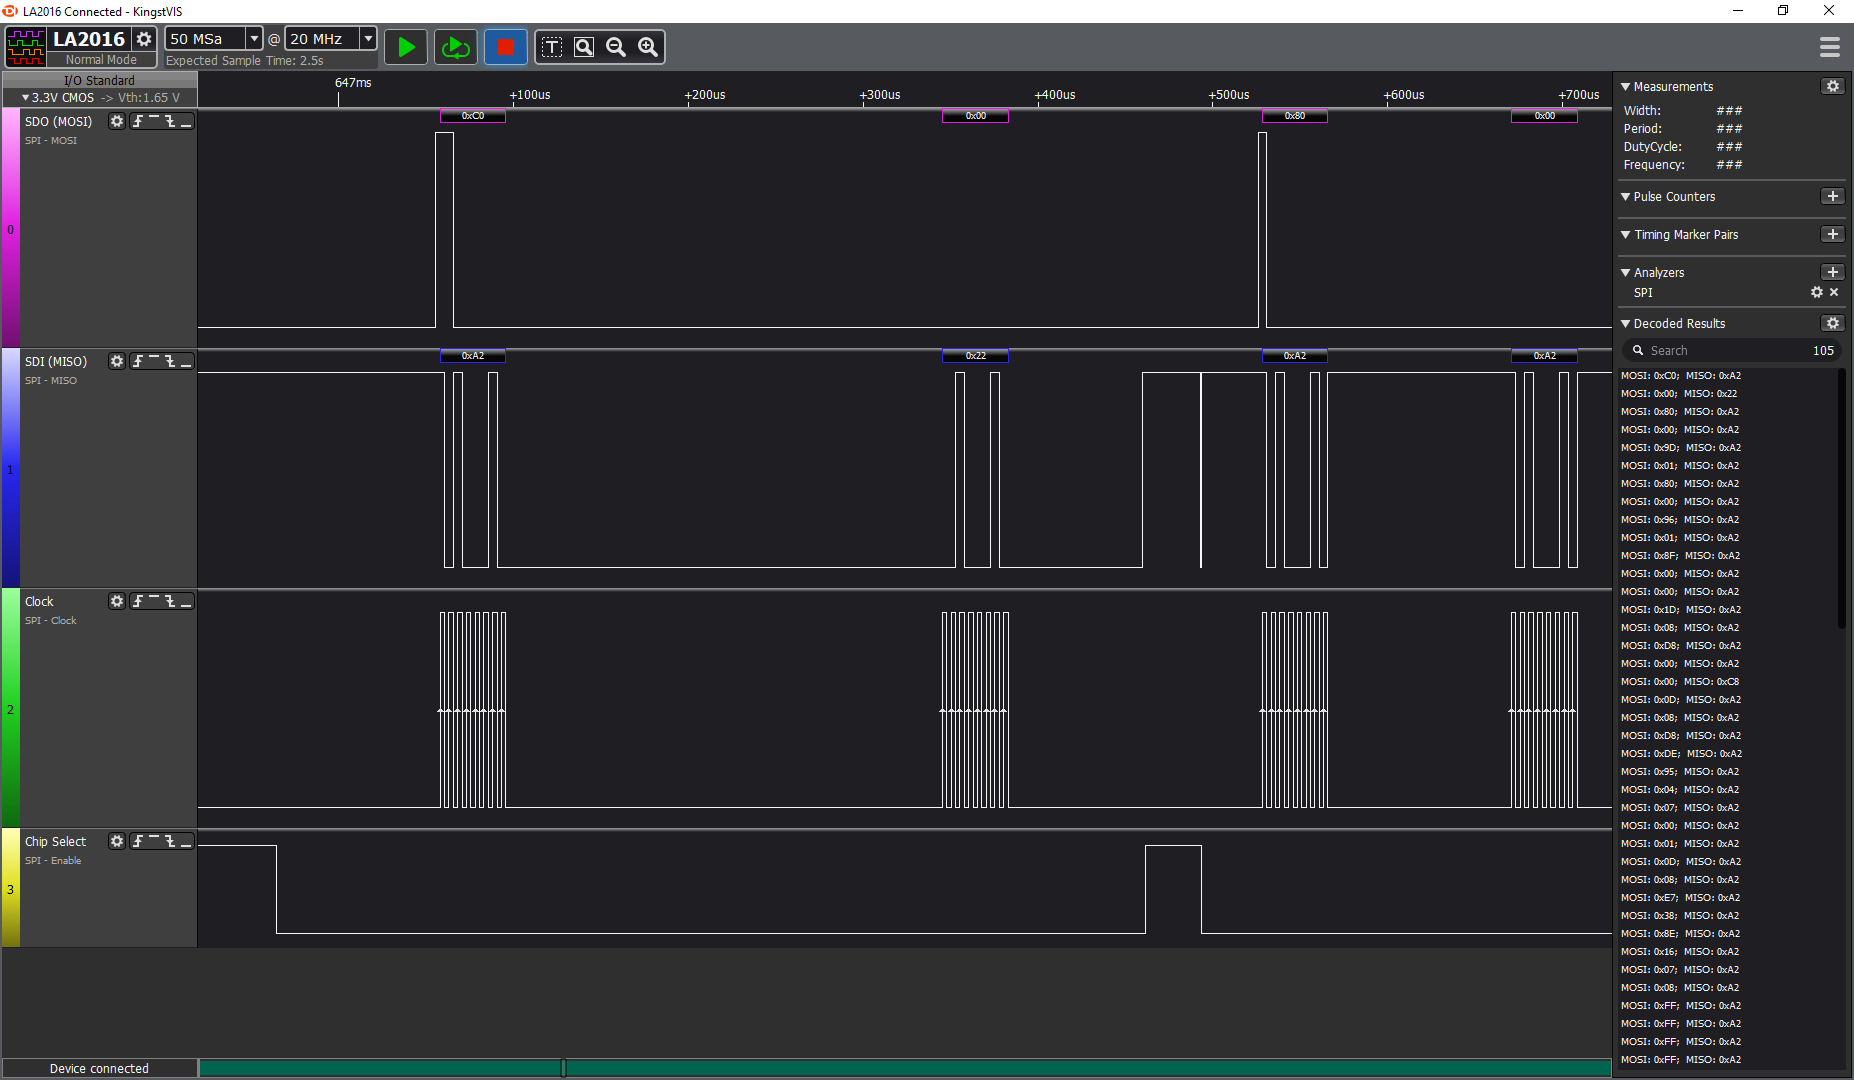 LA2016 Connected - KingstVIS
LA2016
Normal Mode
50 MSa @ 20 MHz
Expected Sample Time: 2.5s
T
I/O Standard
3.3V CMOS -> Vth:1.65 V
647ms
+100us +200us +300us +400us +500us +600us +700us
SDO (MOSI)
SPI - MOSI
0
0xC0 0x00 0x80 0x00
SDI (MISO)
SPI - MISO
1
0xA2 0x22 0xA2 0xA2
Clock
SPI - Clock
2
Chip Select
SPI - Enable
3
Device connected
Measurements
Width: ###
Period: ###
DutyCycle: ###
Frequency: ###
Pulse Counters
Timing Marker Pairs
Analyzers
SPI
Decoded Results
Search 105
MOSI: 0xC0; MISO: 0xA2
MOSI: 0x00; MISO: 0x22
MOSI: 0x80; MISO: 0xA2
MOSI: 0x00; MISO: 0xA2
MOSI: 0x9D; MISO: 0xA2
MOSI: 0x01; MISO: 0xA2
MOSI: 0x80; MISO: 0xA2
MOSI: 0x00; MISO: 0xA2
MOSI: 0x96; MISO: 0xA2
MOSI: 0x01; MISO: 0xA2
MOSI: 0x8F; MISO: 0xA2
MOSI: 0x00; MISO: 0xA2
MOSI: 0x00; MISO: 0xA2
MOSI: 0x1D; MISO: 0xA2
MOSI: 0x08; MISO: 0xA2
MOSI: 0xD8; MISO: 0xA2
MOSI: 0x00; MISO: 0xA2
MOSI: 0x00; MISO: 0xC8
MOSI: 0x0D; MISO: 0xA2
MOSI: 0x08; MISO: 0xA2
MOSI: 0xD8; MISO: 0xA2
MOSI: 0xDE; MISO: 0xA2
MOSI: 0x95; MISO: 0xA2
MOSI: 0x04; MISO: 0xA2
MOSI: 0x07; MISO: 0xA2
MOSI: 0x00; MISO: 0xA2
MOSI: 0x01; MISO: 0xA2
MOSI: 0x0D; MISO: 0xA2
MOSI: 0x08; MISO: 0xA2
MOSI: 0xE7; MISO: 0xA2
MOSI: 0x38; MISO: 0xA2
MOSI: 0x8E; MISO: 0xA2
MOSI: 0x16; MISO: 0xA2
MOSI: 0x07; MISO: 0xA2
MOSI: 0x08; MISO: 0xA2
MOSI: 0xFF; MISO: 0xA2
MOSI: 0xFF; MISO: 0xA2
MOSI: 0xFF; MISO: 0xA2
MOSI: 0xFF; MISO: 0xA2